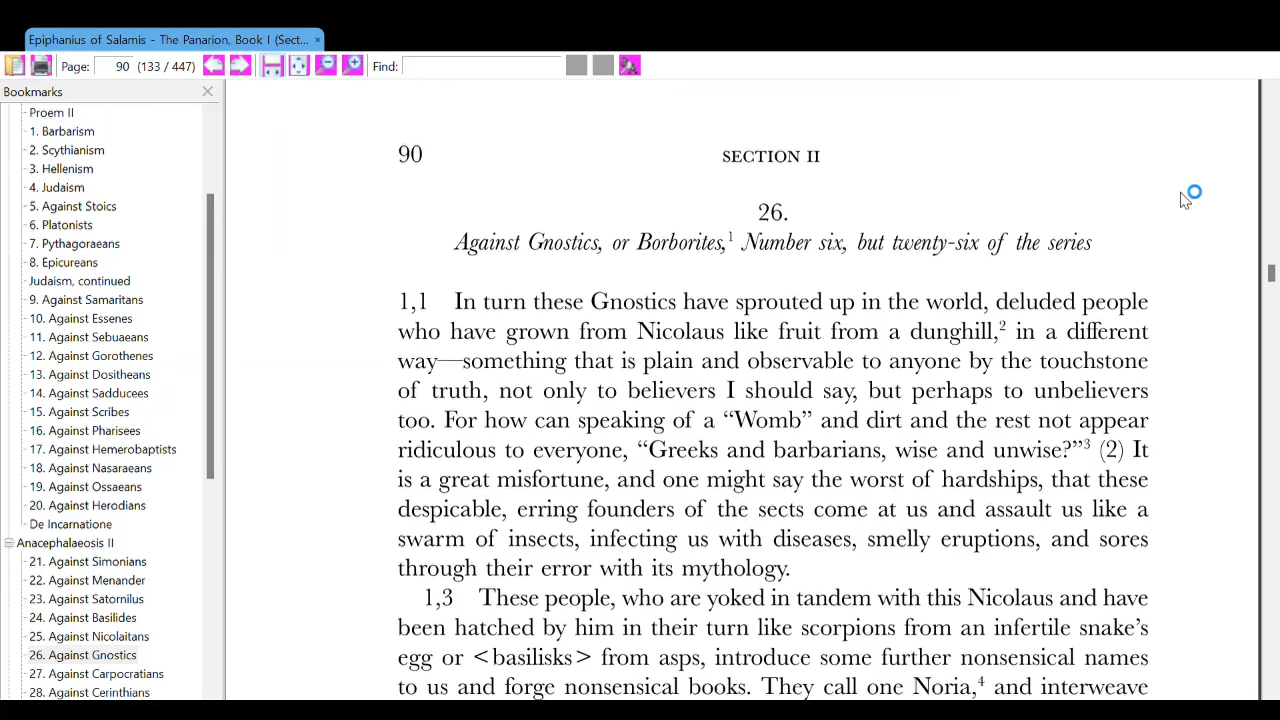 Epiphanius of Salamis - The Panarion, Book I (Sect... ×
Page: 90 (133 / 447) Find:
Bookmarks
Proem II
1. Barbarism
2. Scythianism
3. Hellenism
4. Judaism
5. Against Stoics
6. Platonists
7. Pythagoraeans
8. Epicureans
Judaism, continued
9. Against Samaritans
10. Against Essenes
11. Against Sebuaeans
12. Against Gorothenes
13. Against Dositheans
14. Against Sadducees
15. Against Scribes
16. Against Pharisees
17. Against Hemerobaptists
18. Against Nasaraeans
19. Against Ossaeans
20. Against Herodians
De Incarnatione
Anacephalaeosis II
21. Against Simonians
22. Against Menander
23. Against Satornilus
24. Against Basilides
25. Against Nicolaitans
26. Against Gnostics
27. Against Carpocratians
28. Against Cerinthians
90 SECTION II
26.
Against Gnostics, or Borborites,¹ Number six, but twenty-six of the series
1,1 In turn these Gnostics have sprouted up in the world, deluded people
who have grown from Nicolaus like fruit from a dunghill,² in a different
way—something that is plain and observable to anyone by the touchstone
of truth, not only to believers I should say, but perhaps to unbelievers
too. For how can speaking of a “Womb” and dirt and the rest not appear
ridiculous to everyone, “Greeks and barbarians, wise and unwise?”³ (2) It
is a great misfortune, and one might say the worst of hardships, that these
despicable, erring founders of the sects come at us and assault us like a
swarm of insects, infecting us with diseases, smelly eruptions, and sores
through their error with its mythology.
1,3 These people, who are yoked in tandem with this Nicolaus and have
been hatched by him in their turn like scorpions from an infertile snake’s
egg or <basilisks> from asps, introduce some further nonsensical names
to us and forge nonsensical books. They call one Noria,⁴ and interweave